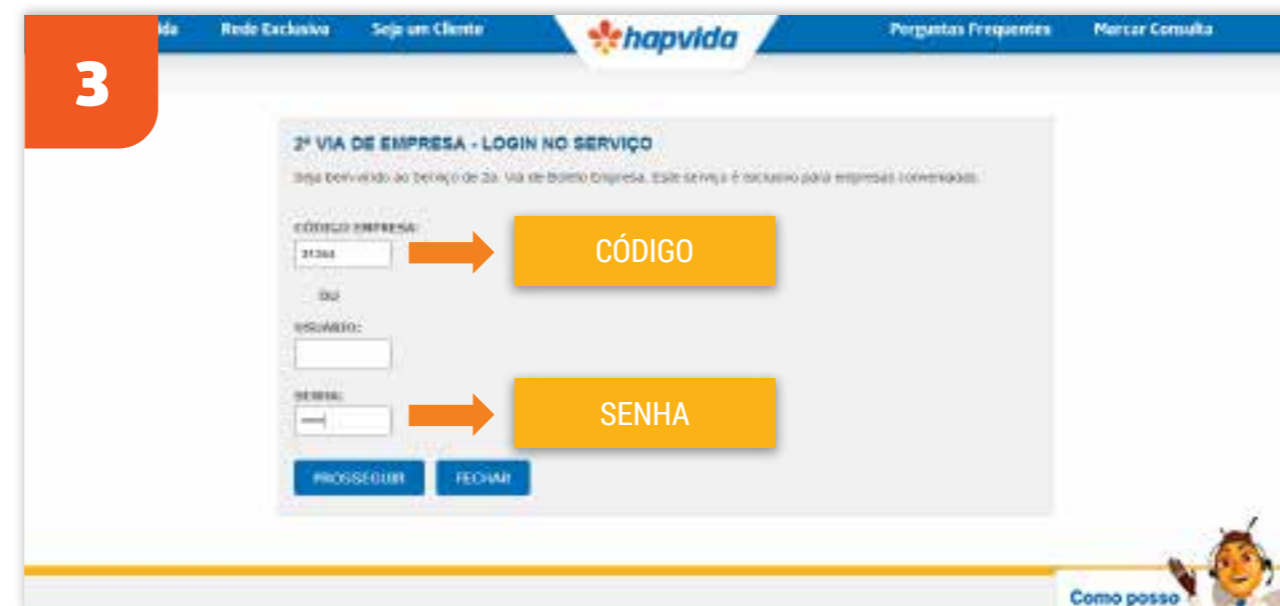 3
Rede Exclusiva Seja um Cliente hapvida Perguntas Frequentes Marcar Consulta
2ª VIA DE EMPRESA - LOGIN NO SERVIÇO
Seja bem-vindo ao Serviço de 2a. Via de Boleto Empresa. Este serviço é exclusivo para empresas conveniadas.
CÓDIGO EMPRESA:
CÓDIGO
OU
USUÁRIO:
SENHA:
SENHA
PROSSEGUIR FECHAR
Como posso